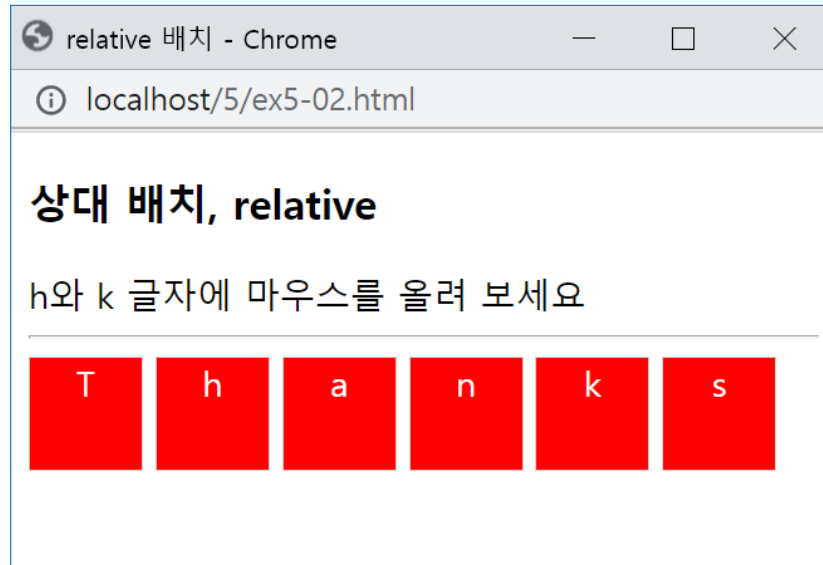 relative 배치 - Chrome
localhost/5/ex5-02.html
상대 배치, relative
h와 k 글자에 마우스를 올려 보세요
T h a n k s